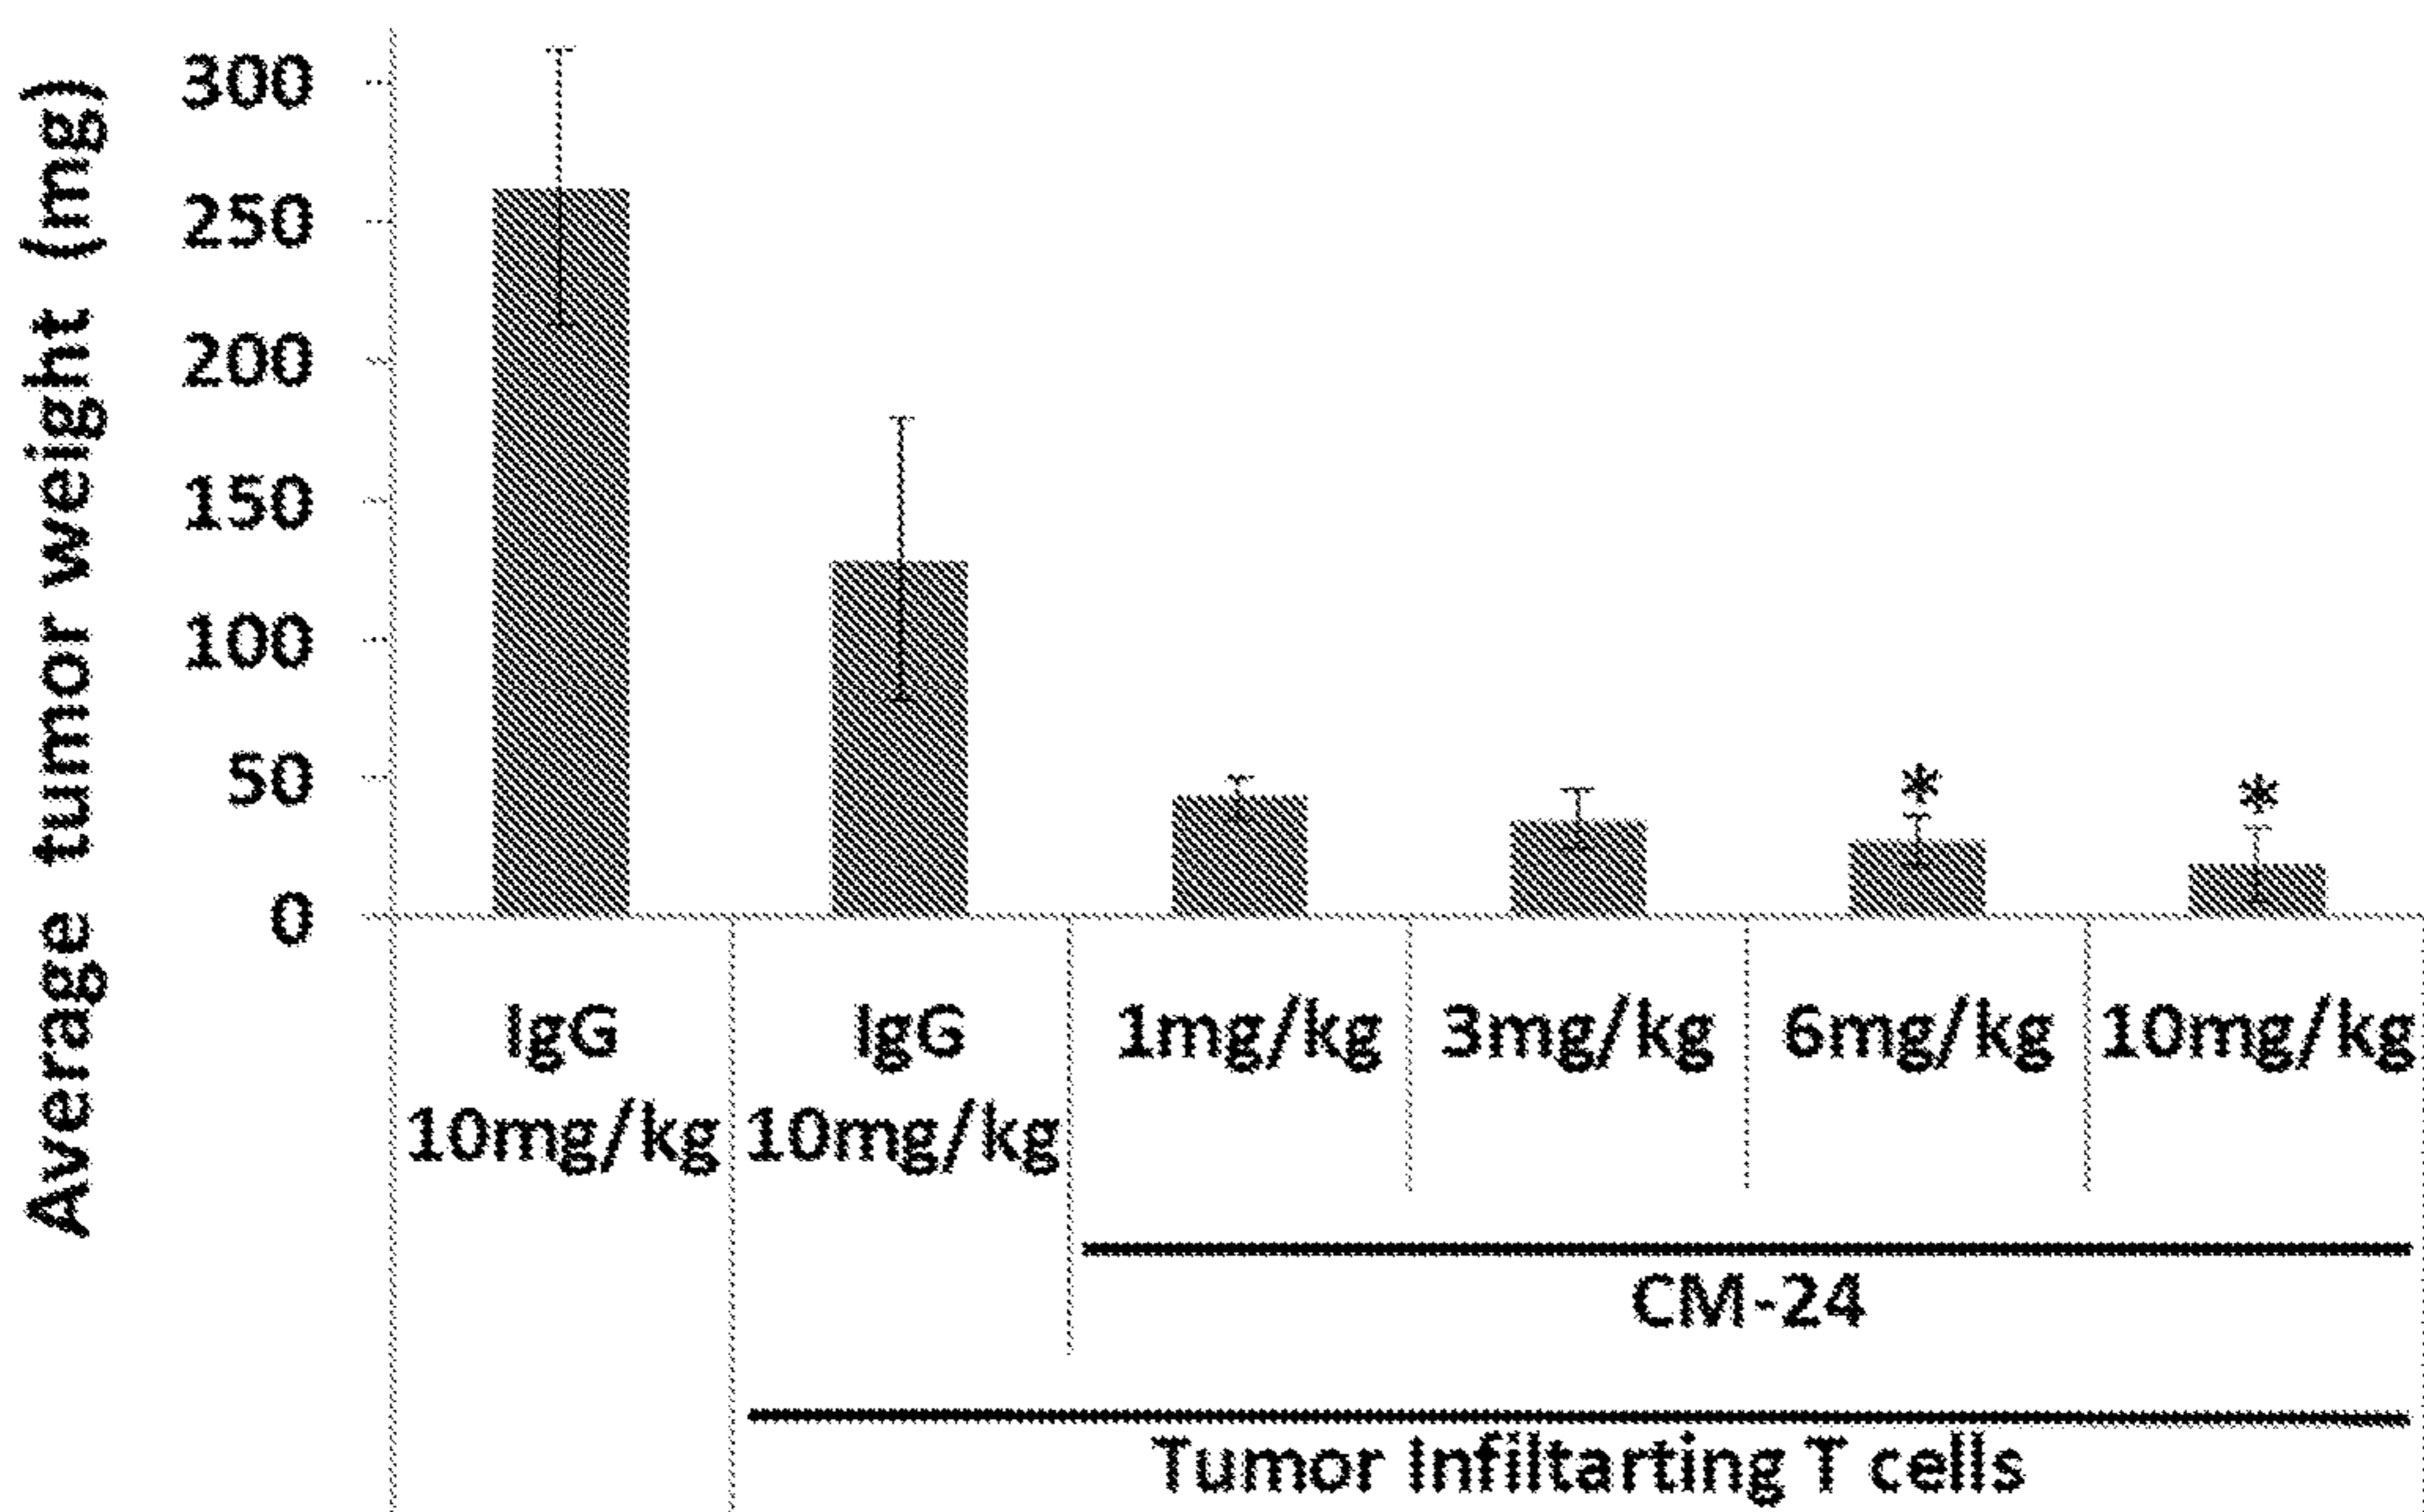 Average tumor weight (mg)
300
250
200
150
100
50
0
*
*
IgG
10mg/kg
IgG
10mg/kg
1mg/kg
3mg/kg
6mg/kg
10mg/kg
CM-24
Tumor Infiltarting T cells